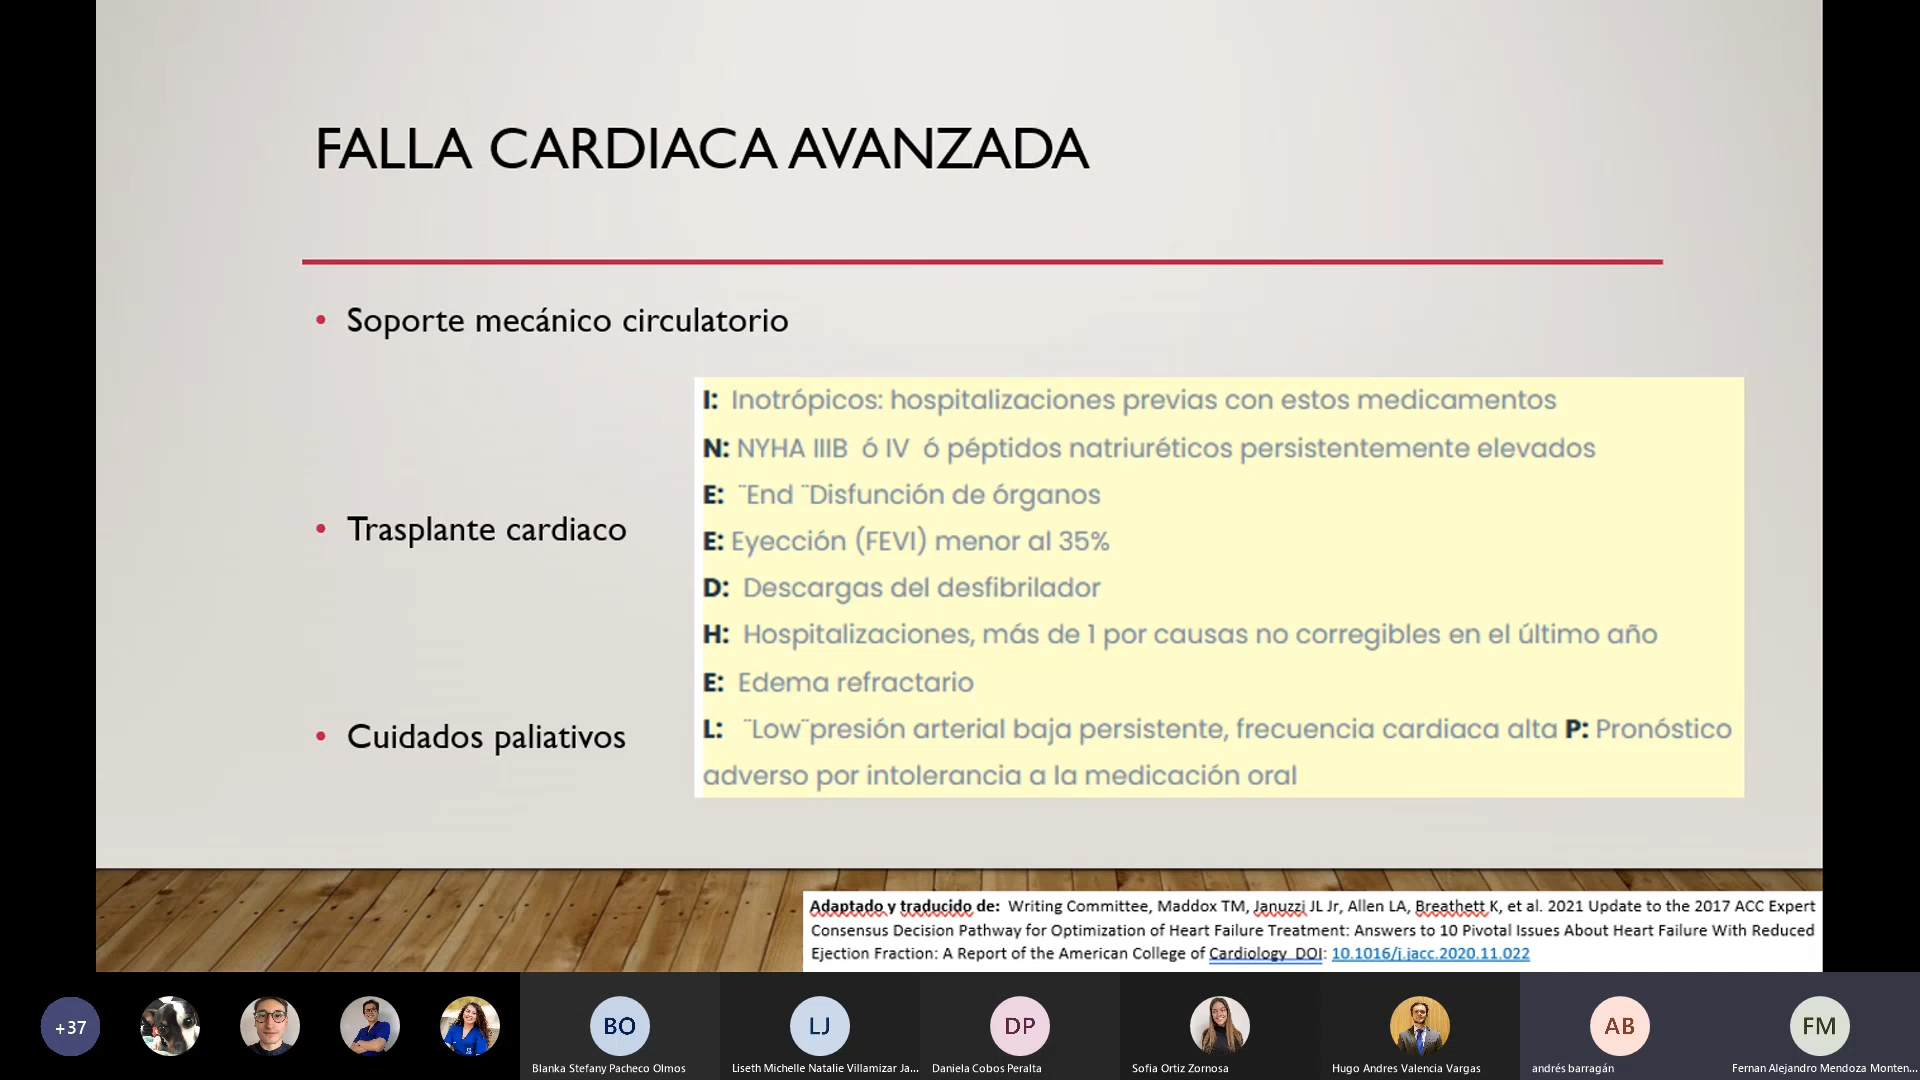 FALLA CARDIACA AVANZADA
• Soporte mecánico circulatorio
I: Inotrópicos: hospitalizaciones previas con estos medicamentos
N: NYHA IIIB ó IV ó péptidos natriuréticos persistentemente elevados
E: ¨End ¨Disfunción de órganos
• Trasplante cardiaco
E: Eyección (FEVI) menor al 35%
D: Descargas del desfibrilador
H: Hospitalizaciones, más de 1 por causas no corregibles en el último año
E: Edema refractario
• Cuidados paliativos
L: ¨Low¨presión arterial baja persistente, frecuencia cardiaca alta P: Pronóstico
adverso por intolerancia a la medicación oral
Adaptado y traducido de: Writing Committee, Maddox TM, Januzzi JL Jr, Allen LA, Breathett K, et al. 2021 Update to the 2017 ACC Expert
Consensus Decision Pathway for Optimization of Heart Failure Treatment: Answers to 10 Pivotal Issues About Heart Failure With Reduced
Ejection Fraction: A Report of the American College of Cardiology DOI: 10.1016/j.jacc.2020.11.022
+37
BO
LJ
DP
AB
FM
Blanka Stefany Pacheco Olmos
Liseth Michelle Natalie Villamizar Ja...
Daniela Cobos Peralta
Sofia Ortiz Zornosa
Hugo Andres Valencia Vargas
andrés barragán
Fernan Alejandro Mendoza Monten...